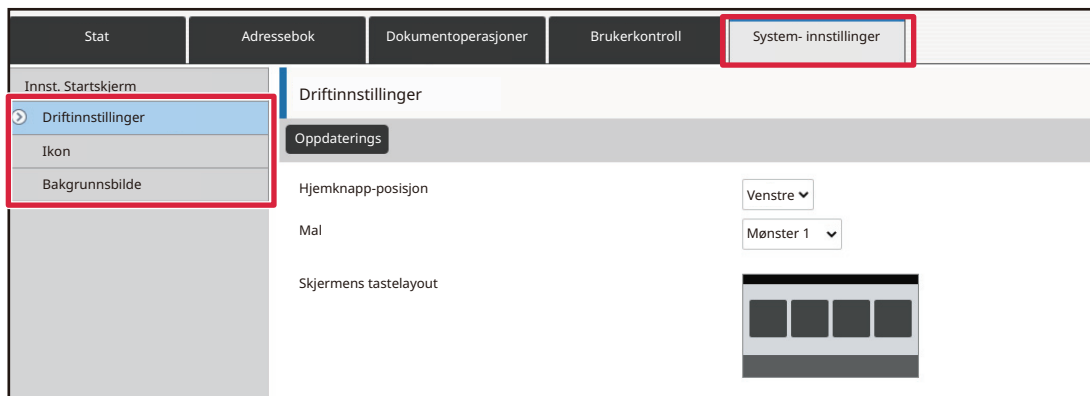 Stat
Adressebok
Dokumentoperasjoner
Brukerkontroll
System- innstillinger
Innst. Startskjerm
Driftinnstillinger
Ikon
Bakgrunnsbilde
Driftinnstillinger
Oppdaterings
Hjemknapp-posisjon
Venstre
Mal
Mønster 1
Skjermens tastelayout